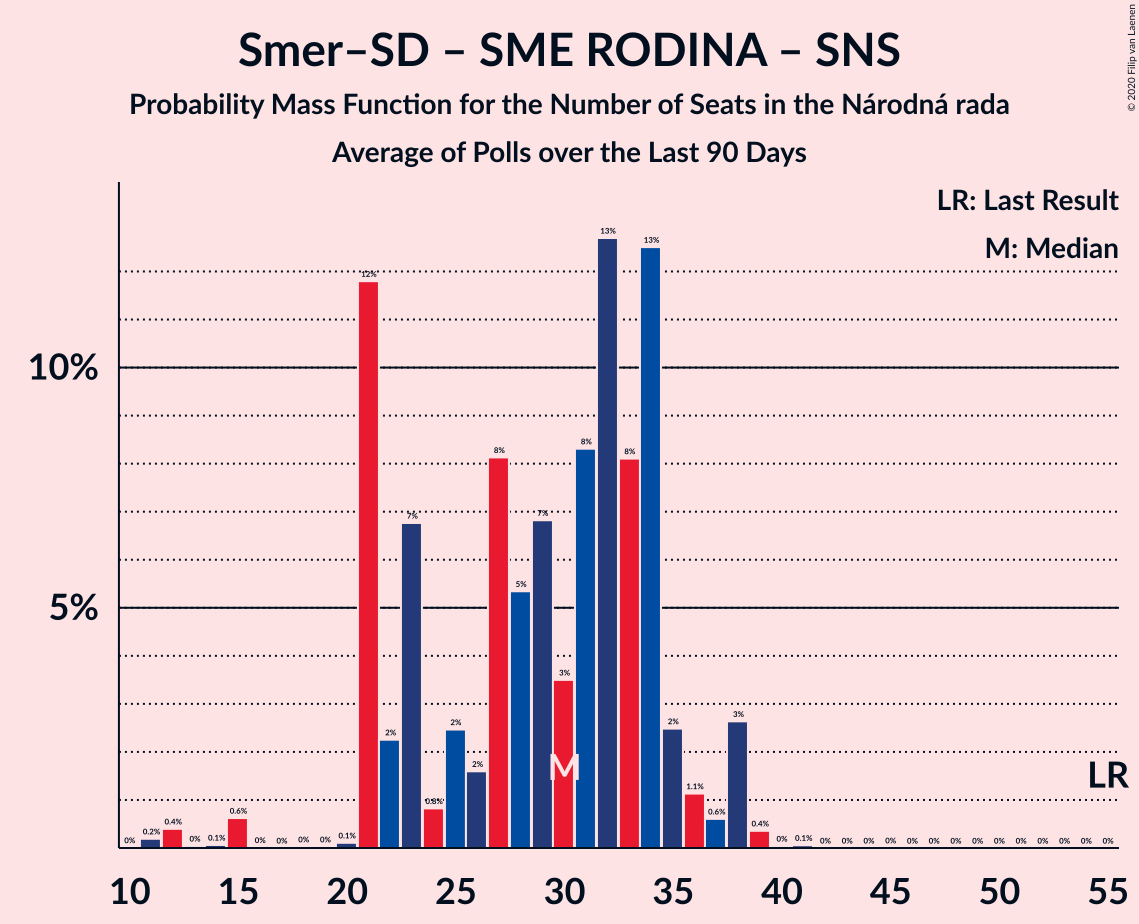 Smer–SD – SME RODINA – SNS
Probability Mass Function for the Number of Seats in the Národná rada
Average of Polls over the Last 90 Days
© 2020 Filip van Laenen
LR: Last Result
M: Median
10%
5%
0% 0.2% 0.4% 0% 0.1% 0.6% 0% 0% 0% 0% 0.1% 12% 2% 7% 0.8% 2% 2% 8% 5% 7% 3% 8% 13% 8% 13% 2% 1.1% 0.6% 3% 0.4% 0% 0.1% 0% 0% 0% 0% 0% 0% 0% 0% 0% 0% 0% 0% 0% 0%
M
LR
10 15 20 25 30 35 40 45 50 55